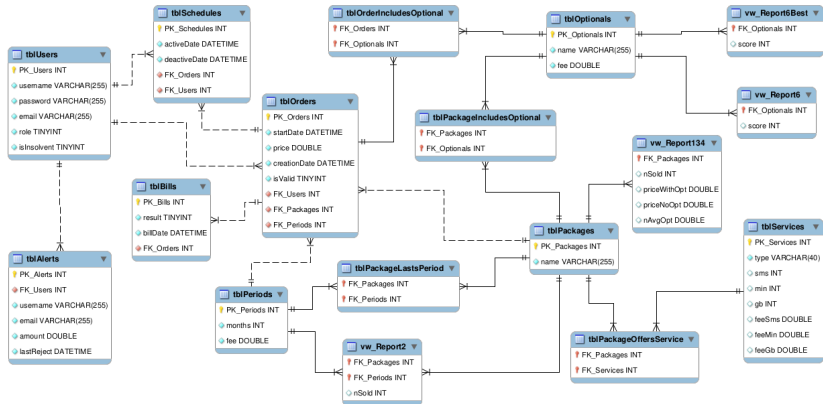 tblUsers
PK_Users INT
username VARCHAR(255)
password VARCHAR(255)
email VARCHAR(255)
role TINYINT
isInsolvent TINYINT
tblSchedules
PK_Schedules INT
activeDate DATETIME
deactiveDate DATETIME
FK_Orders INT
FK_Users INT
tblOrderIncludesOptional
FK_Orders INT
FK_Optionals INT
tblOptionals
PK_Optionals INT
name VARCHAR(255)
fee DOUBLE
vw_Report6Best
FK_Optionals INT
score INT
vw_Report6
FK_Optionals INT
score INT
tblOrders
PK_Orders INT
startDate DATETIME
price DOUBLE
creationDate DATETIME
isValid TINYINT
FK_Users INT
FK_Packages INT
FK_Periods INT
tblPackageIncludesOptional
FK_Packages INT
FK_Optionals INT
vw_Report134
FK_Packages INT
nSold INT
priceWithOpt DOUBLE
priceNoOpt DOUBLE
nAvgOpt DOUBLE
tblBills
PK_Bills INT
result TINYINT
billDate DATETIME
FK_Orders INT
tblPackages
PK_Packages INT
name VARCHAR(255)
tblServices
PK_Services INT
type VARCHAR(40)
sms INT
min INT
gb INT
feeSms DOUBLE
feeMin DOUBLE
feeGb DOUBLE
tblAlerts
PK_Alerts INT
FK_Users INT
username VARCHAR(255)
email VARCHAR(255)
amount DOUBLE
lastReject DATETIME
tblPeriods
PK_Periods INT
months INT
fee DOUBLE
tblPackageLastsPeriod
FK_Packages INT
FK_Periods INT
vw_Report2
FK_Packages INT
FK_Periods INT
nSold INT
tblPackageOffersService
FK_Packages INT
FK_Services INT